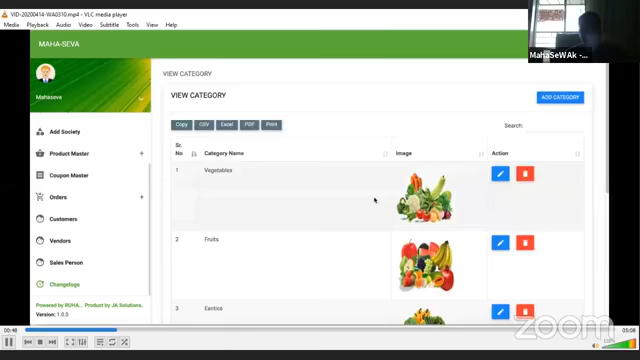 VID-20200414-WA0310.mp4 - VLC media player
Media Playback Audio Video Subtitle Tools View Help
MahaSeWAk -
MAHA-SEVA
Mahaseva
Add Society
Product Master +
Coupon Master
Orders +
Customers
Vendors
Sales Person
Changelogs
Powered by RUHA... Product by JA Solutions.
Version: 1.0.0
VIEW CATEGORY
VIEW CATEGORY
ADD CATEGORY
Copy CSV Excel PDF Print
Search:
Sr. No Category Name Image Action
1 Vegetables
2 Fruits
3 Exotics
zoom
00:48
05:08